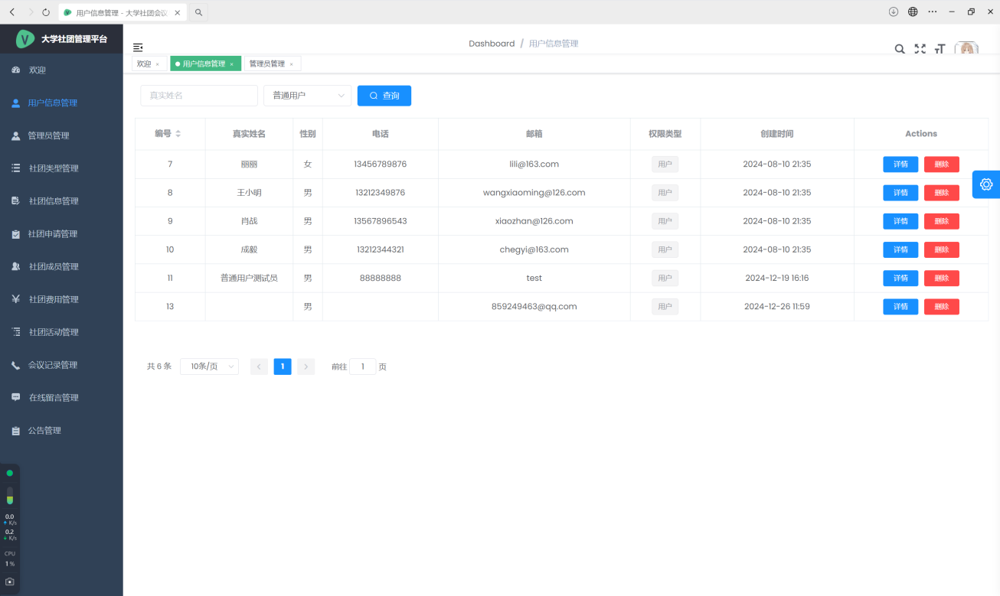 用户信息管理 - 大学社团会议
大学社团管理平台
Dashboard / 用户信息管理
欢迎 用户信息管理 管理员管理
欢迎
用户信息管理
管理员管理
社团类型管理
社团信息管理
社团申请管理
社团成员管理
社团费用管理
社团活动管理
会议记录管理
在线留言管理
公告管理
真实姓名 普通用户 查询
编号 真实姓名 性别 电话 邮箱 权限类型 创建时间 Actions
7 丽丽 女 13456789876 lili@163.com 用户 2024-08-10 21:35 详情 删除
8 王小明 男 13212349876 wangxiaoming@126.com 用户 2024-08-10 21:35 详情 删除
9 肖战 男 13567896543 xiaozhan@126.com 用户 2024-08-10 21:35 详情 删除
10 成毅 男 13212344321 chegyi@163.com 用户 2024-08-10 21:35 详情 删除
11 普通用户测试员 男 88888888 test 用户 2024-12-19 16:16 详情 删除
13 男 859249463@qq.com 用户 2024-12-26 11:59 详情 删除
共 6 条 10条/页 1 前往 1 页
0.0
K/s
0.2
K/s
CPU
1 %